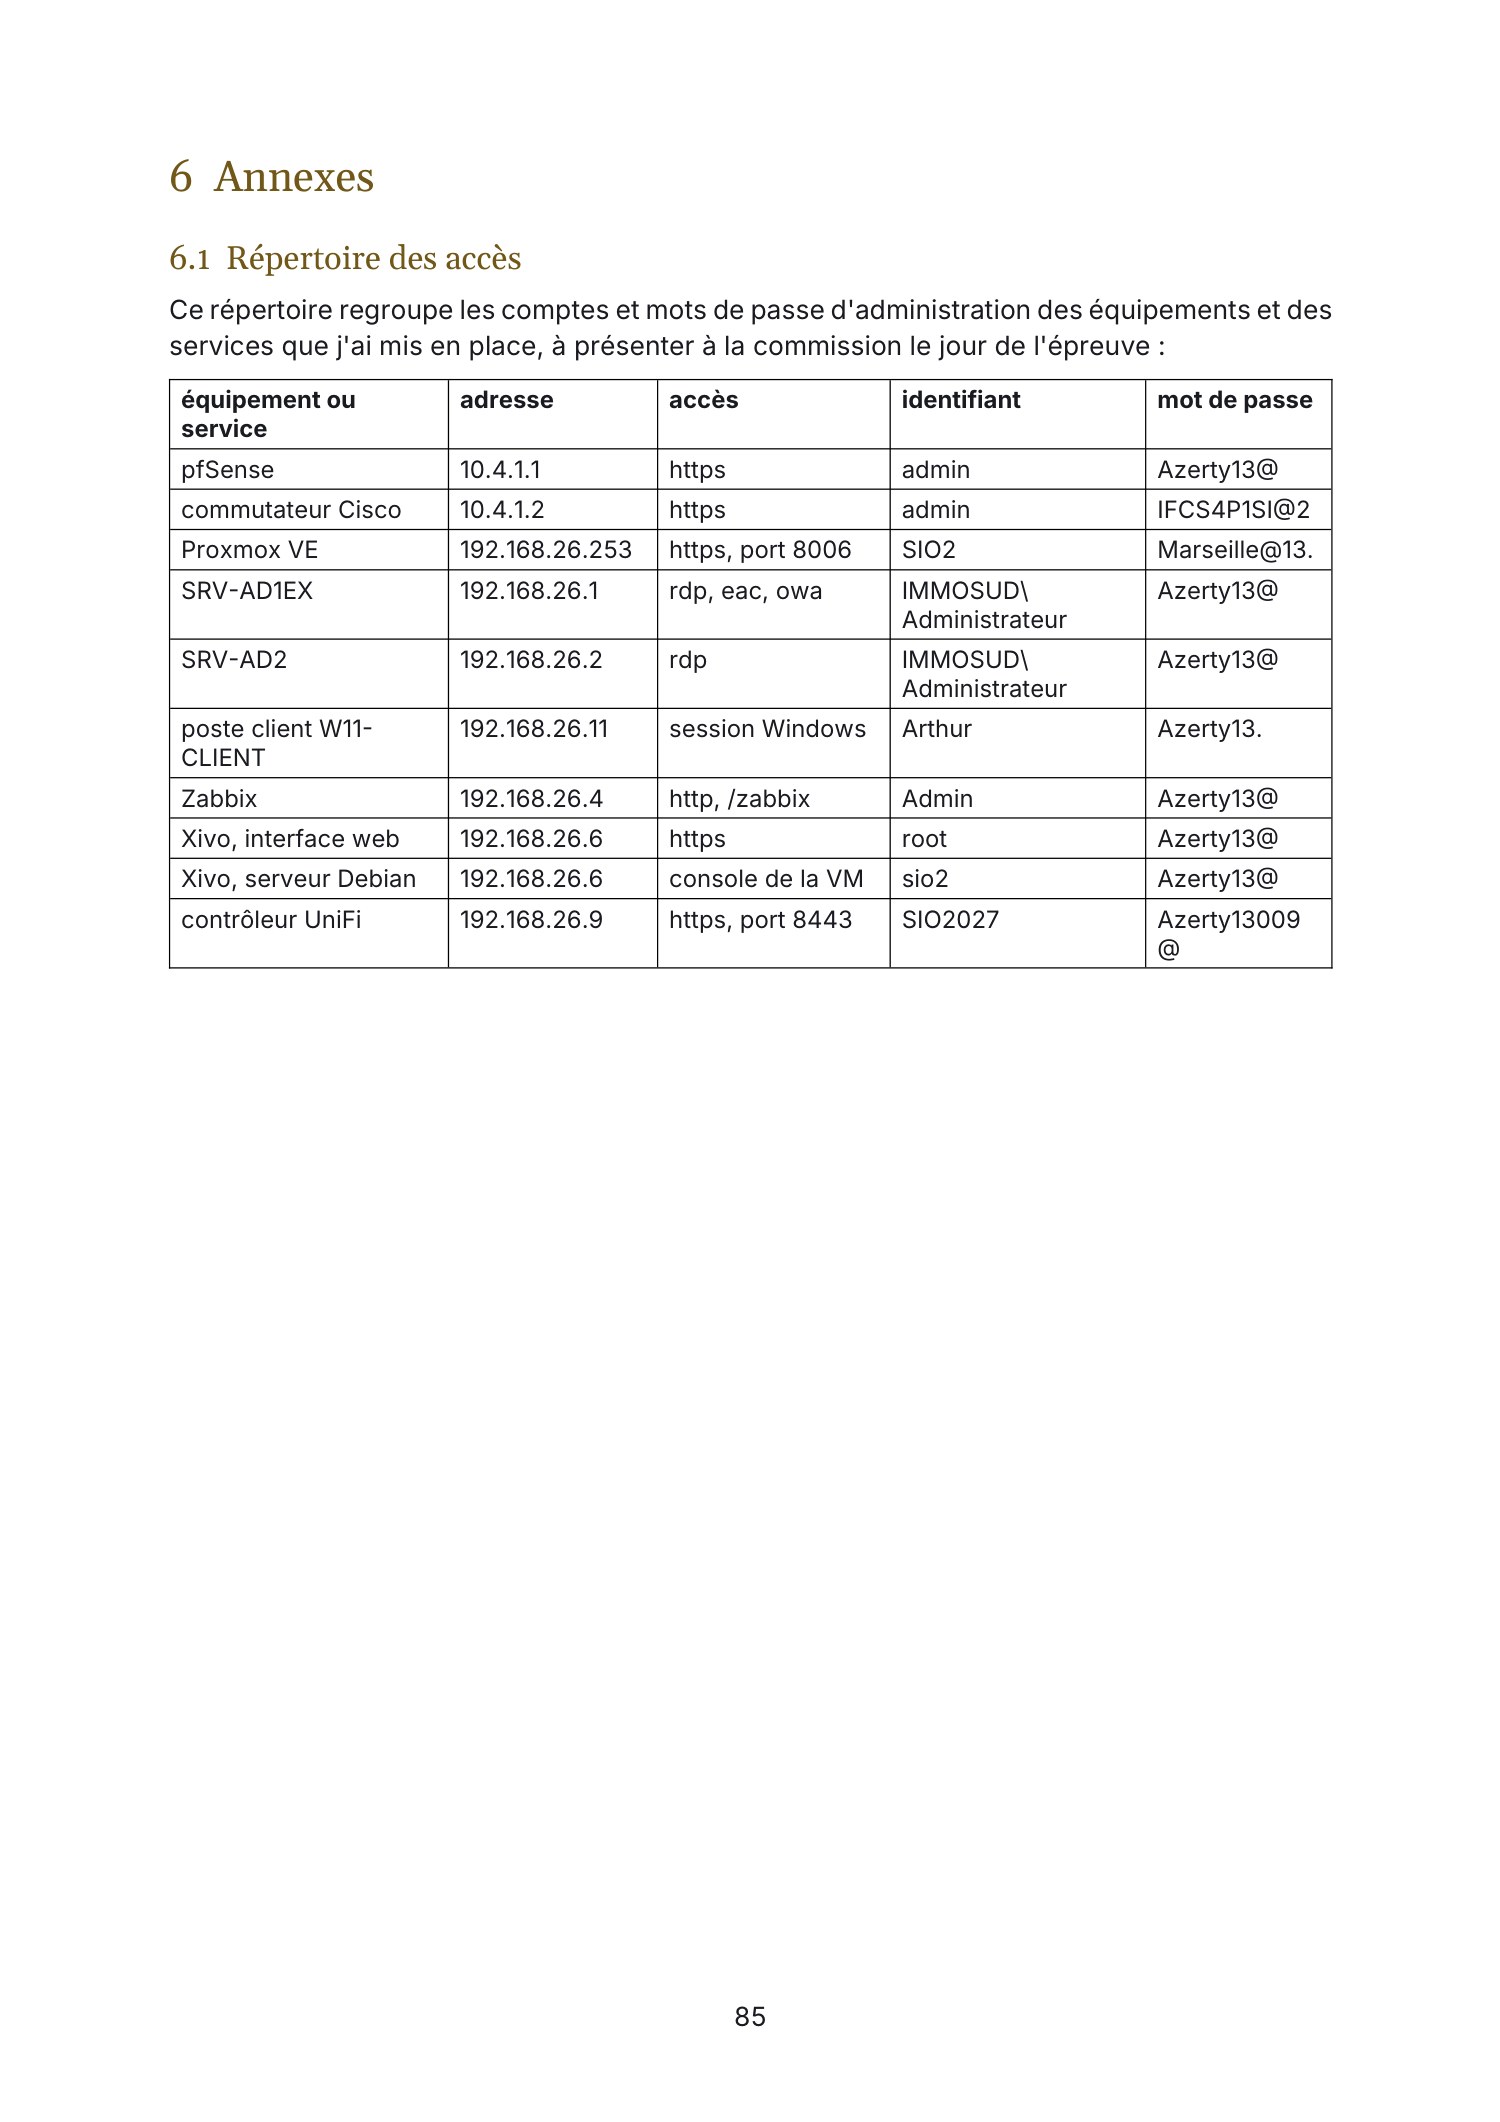 6 Annexes
6.1 Répertoire des accès
Ce répertoire regroupe les comptes et mots de passe d'administration des équipements et des
services que j'ai mis en place, à présenter à la commission le jour de l'épreuve :
équipement ou service | adresse | accès | identifiant | mot de passe
pfSense | 10.4.1.1 | https | admin | Azerty13@
commutateur Cisco | 10.4.1.2 | https | admin | IFCS4P1SI@2
Proxmox VE | 192.168.26.253 | https, port 8006 | SIO2 | Marseille@13.
SRV-AD1EX | 192.168.26.1 | rdp, eac, owa | IMMOSUD\Administrateur | Azerty13@
SRV-AD2 | 192.168.26.2 | rdp | IMMOSUD\Administrateur | Azerty13@
poste client W11-CLIENT | 192.168.26.11 | session Windows | Arthur | Azerty13.
Zabbix | 192.168.26.4 | http, /zabbix | Admin | Azerty13@
Xivo, interface web | 192.168.26.6 | https | root | Azerty13@
Xivo, serveur Debian | 192.168.26.6 | console de la VM | sio2 | Azerty13@
contrôleur UniFi | 192.168.26.9 | https, port 8443 | SIO2027 | Azerty13009@
85